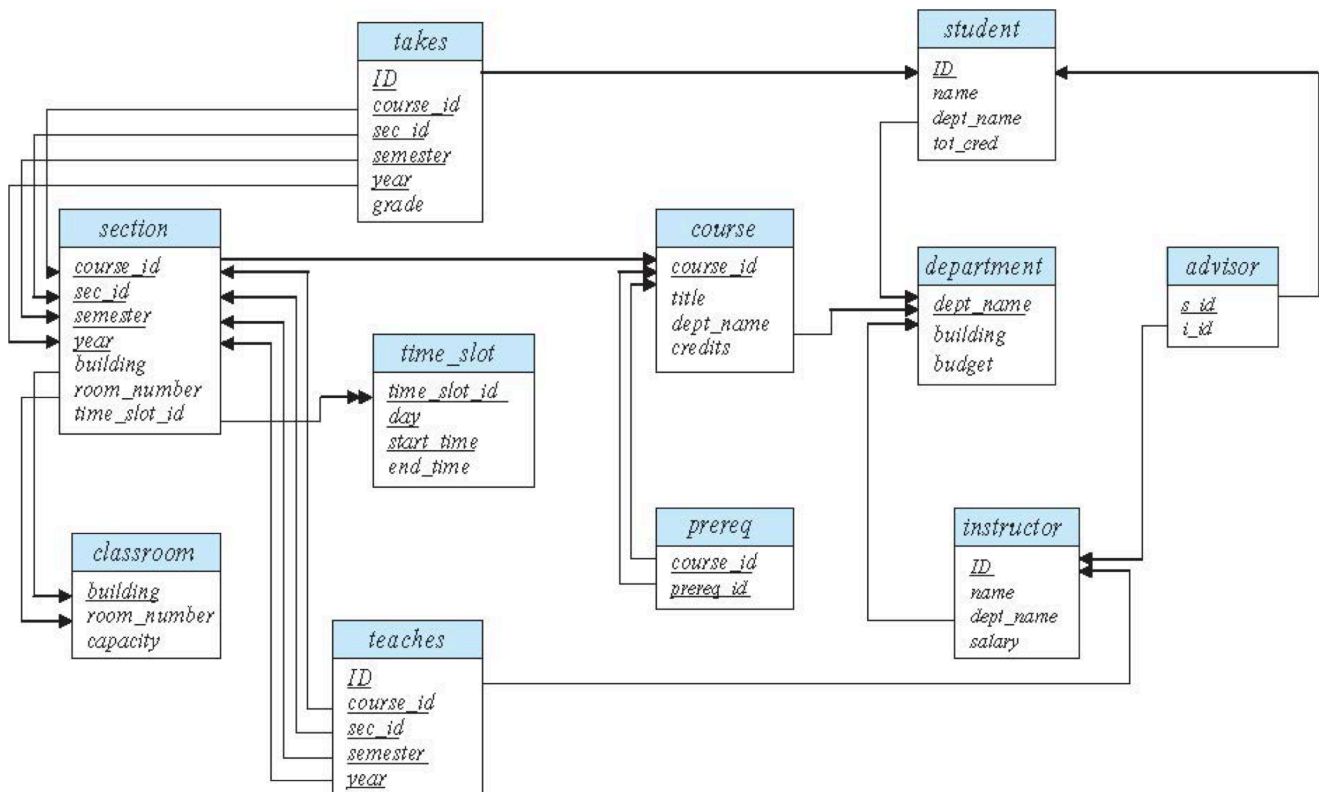 takes
ID
course_id
sec_id
semester
year
grade
student
ID
name
dept_name
tot_cred
section
course_id
sec_id
semester
year
building
room_number
time_slot_id
course
course_id
title
dept_name
credits
department
dept_name
building
budget
advisor
s_id
i_id
time_slot
time_slot_id
day
start_time
end_time
classroom
building
room_number
capacity
prereq
course_id
prereq_id
instructor
ID
name
dept_name
salary
teaches
ID
course_id
sec_id
semester
year